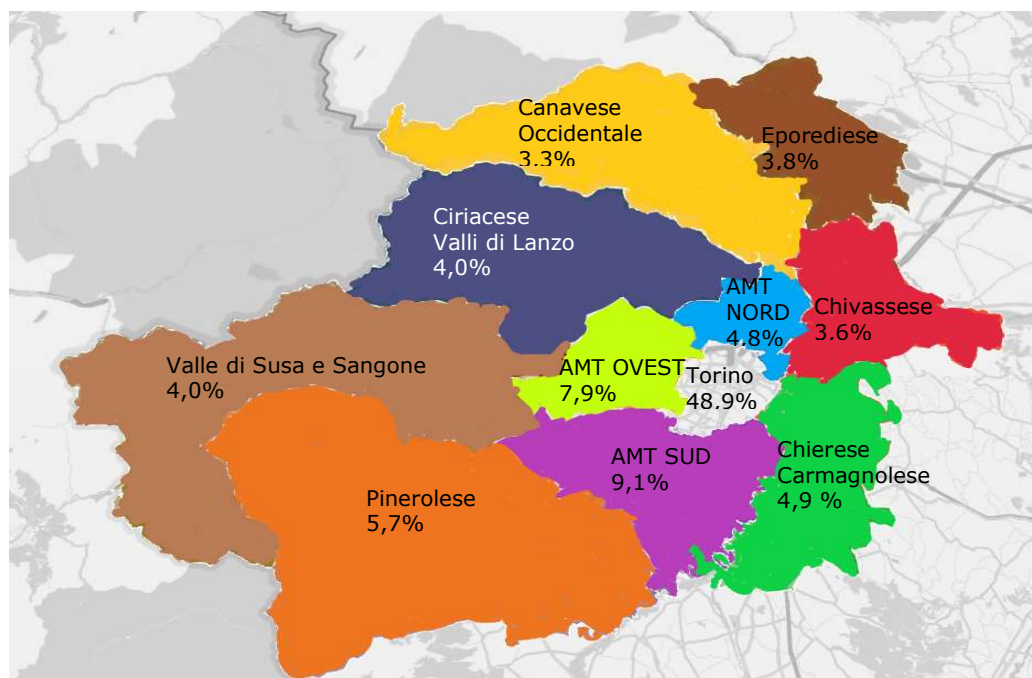 Canavese
Occidentale
3.3%
Eporediese
3,8%
Ciriacese
Valli di Lanzo
4,0%
AMT
NORD
4.8%
Chivassese
3.6%
Valle di Susa e Sangone
4,0%
AMT OVEST
7,9%
Torino
48.9%
AMT SUD
9,1%
Chierese
Carmagnolese
4,9 %
Pinerolese
5,7%